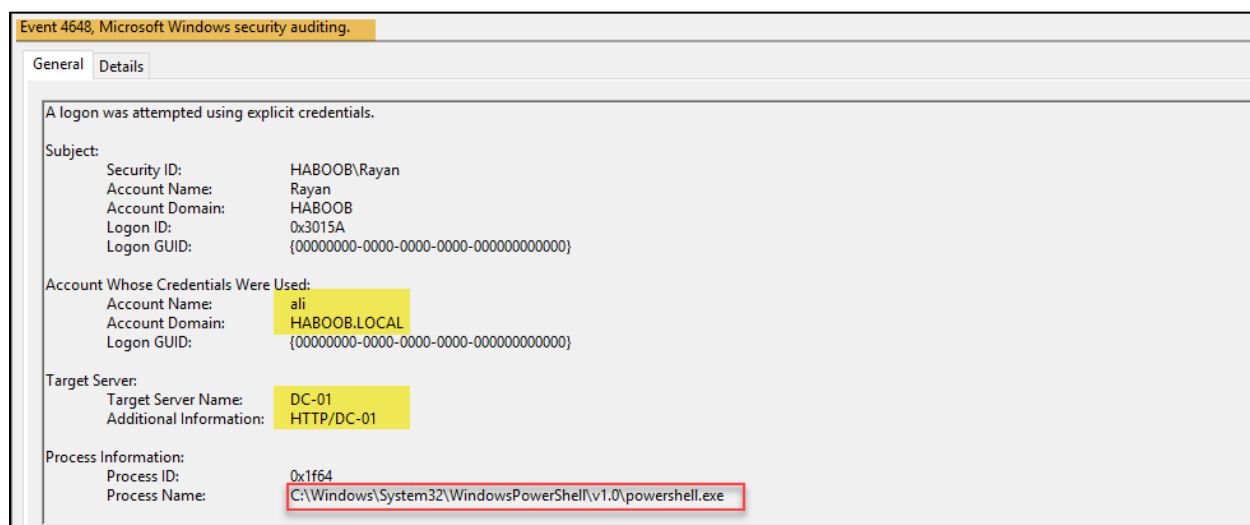 Event 4648, Microsoft Windows security auditing.
General Details
A logon was attempted using explicit credentials.
Subject:
Security ID: HABOOB\Rayan
Account Name: Rayan
Account Domain: HABOOB
Logon ID: 0x3015A
Logon GUID: {00000000-0000-0000-0000-000000000000}
Account Whose Credentials Were Used:
Account Name: ali
Account Domain: HABOOB.LOCAL
Logon GUID: {00000000-0000-0000-0000-000000000000}
Target Server:
Target Server Name: DC-01
Additional Information: HTTP/DC-01
Process Information:
Process ID: 0x1f64
Process Name: C:\Windows\System32\WindowsPowerShell\v1.0\powershell.exe